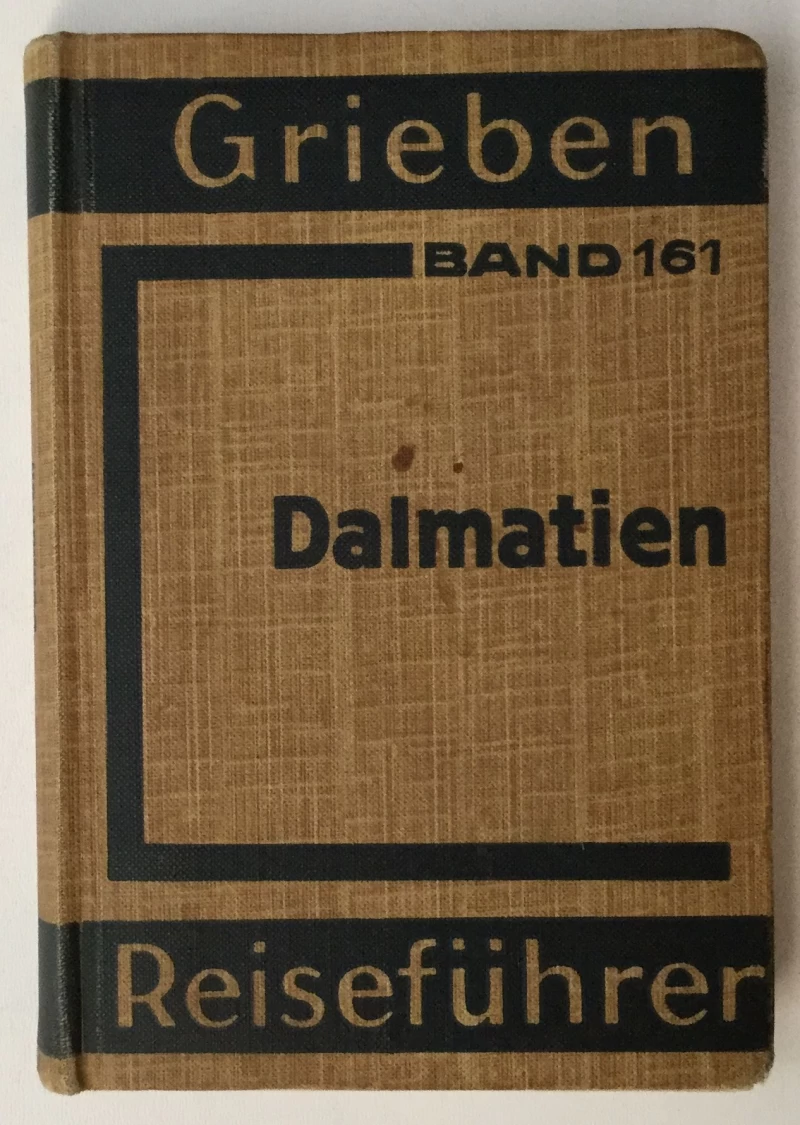 Grieben
BAND 161
Dalmatien
Reiseführer